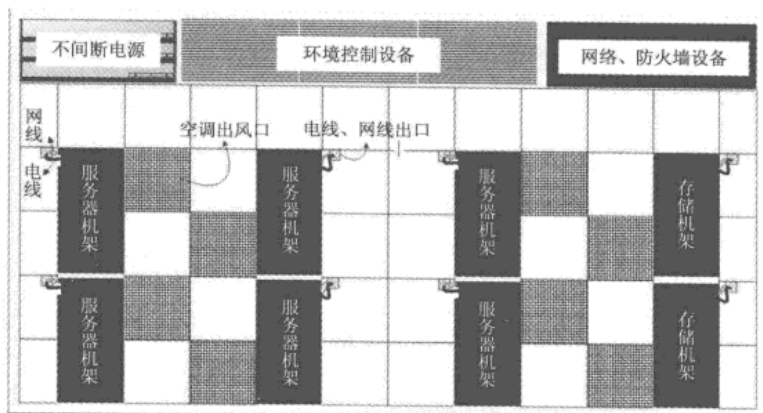 不间断电源
环境控制设备
网络、防火墙设备
网线
空调出风口
电线、网线出口
电线
服务器机架
服务器机架
服务器机架
存储机架
服务器机架
服务器机架
服务器机架
存储机架